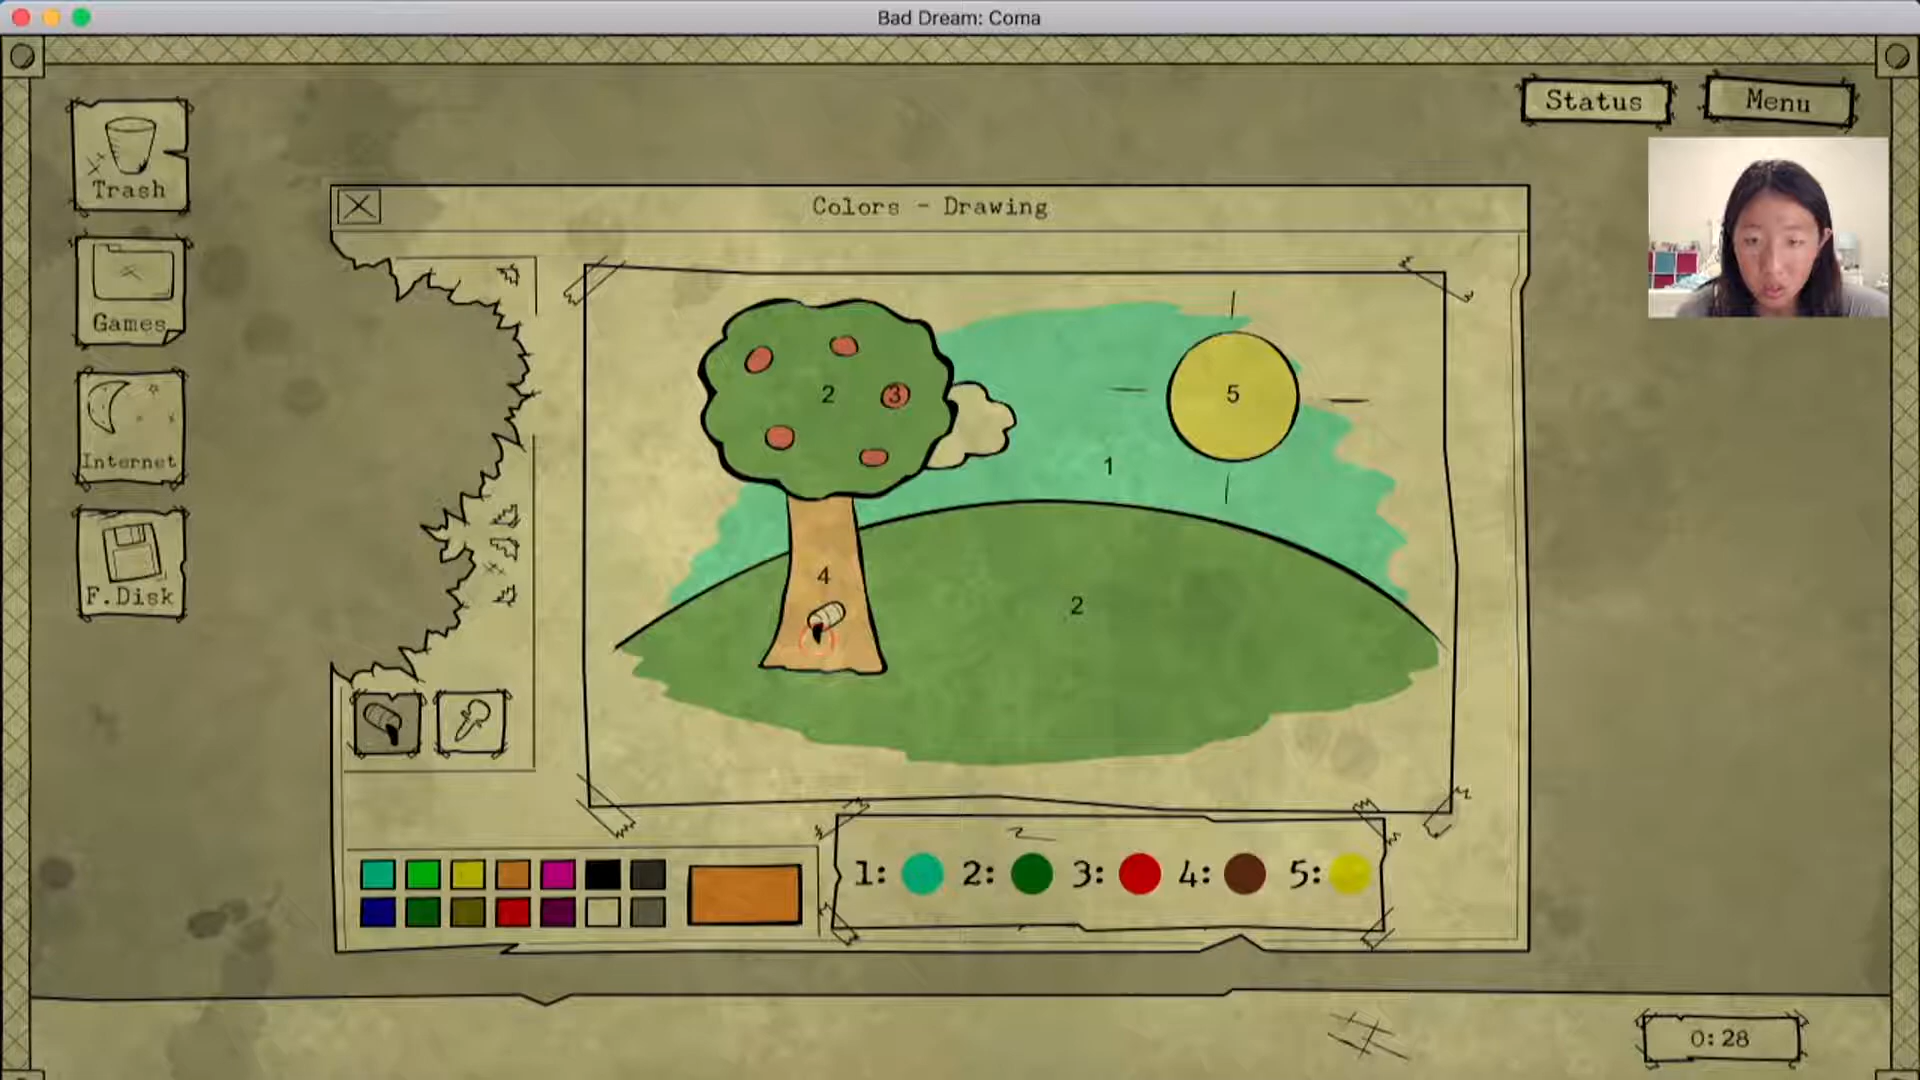 Bad Dream: Coma
Status
Menu
Trash
Games
Internet
F.Disk
Colors - Drawing
2
3
5
1
4
2
1: 2: 3: 4: 5:
0:28